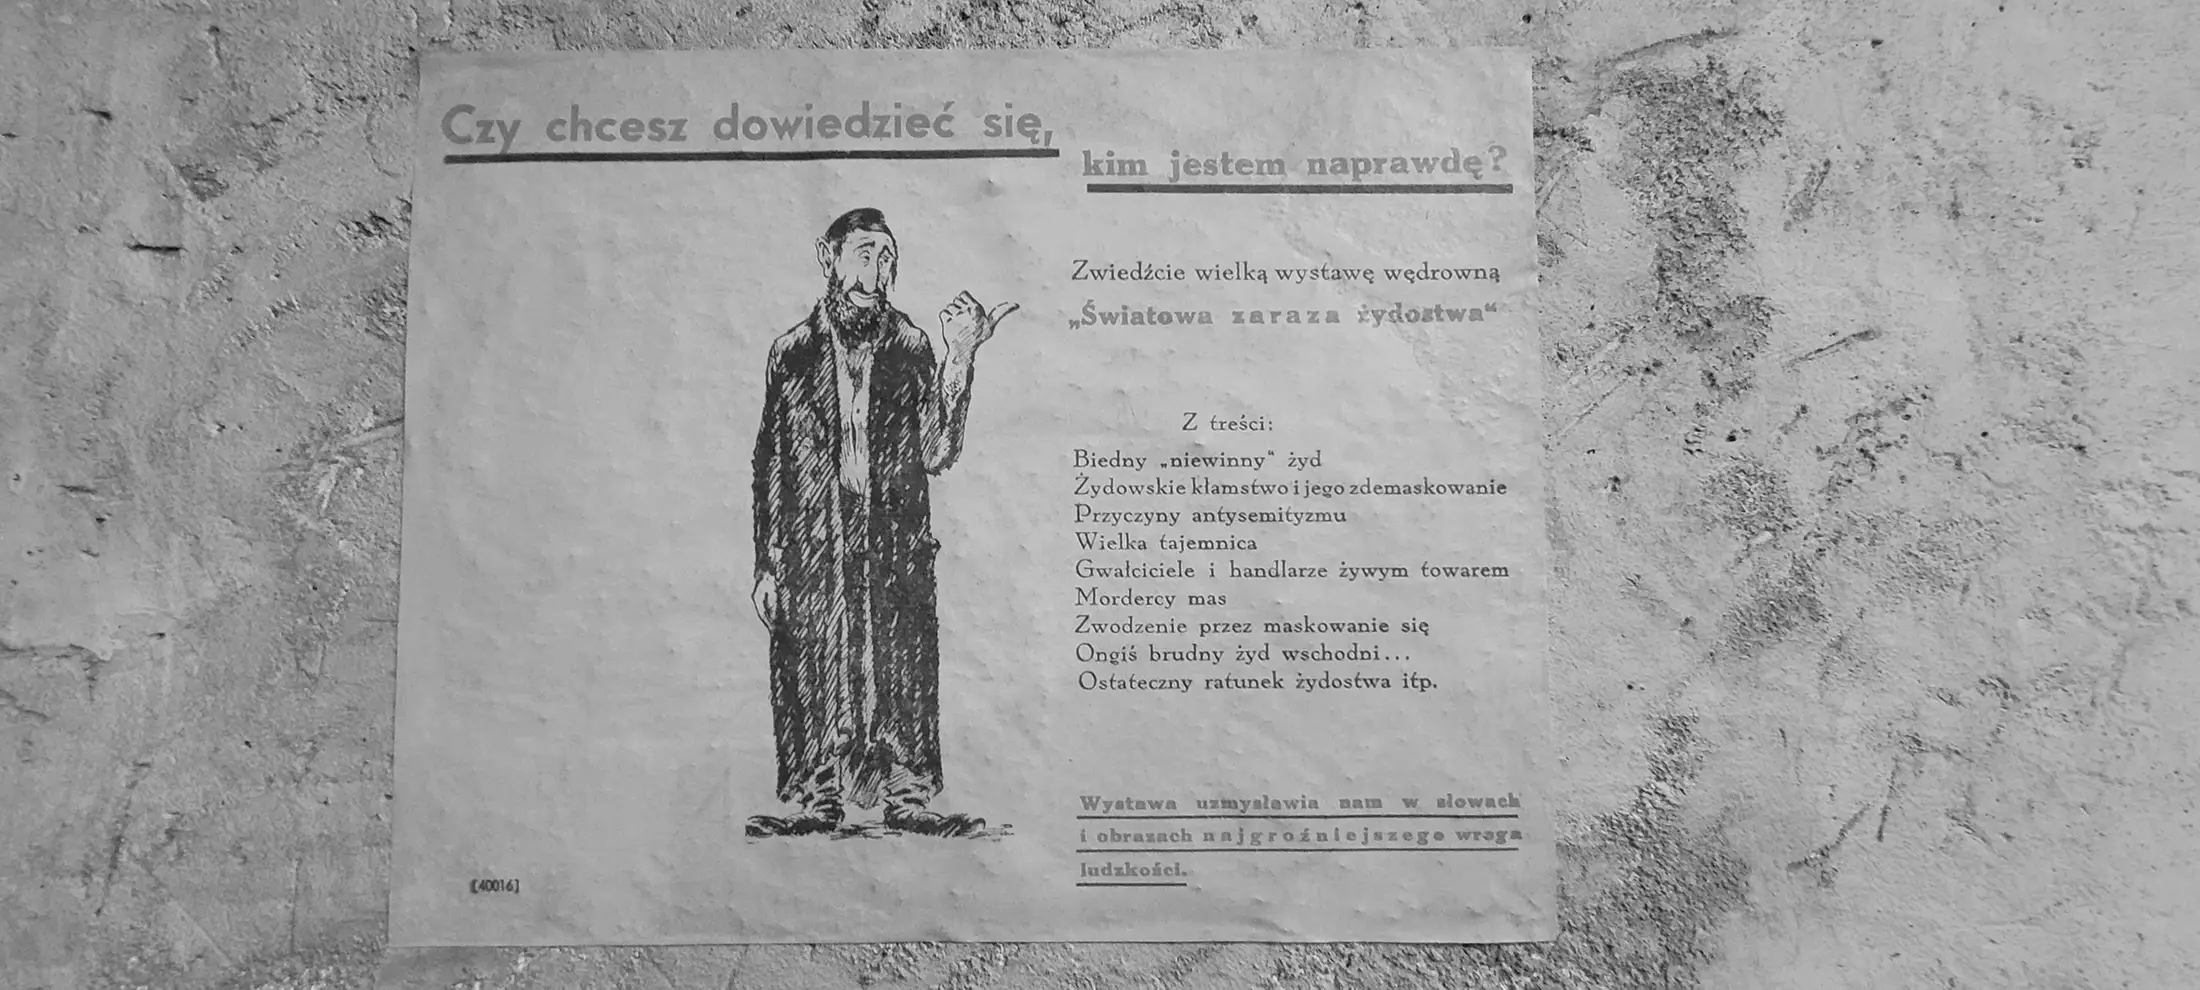 Czy chcesz dowiedzieć się,
kim jestem naprawdę?
Zwiedźcie wielką wystawę wędrowną
„Światowa zaraza żydostwa“
Z treści:
Biedny „niewinny“ żyd
Żydowskie kłamstwo i jego zdemaskowanie
Przyczyny antysemityzmu
Wielka tajemnica
Gwałciciele i handlarze żywym towarem
Mordercy mas
Zwodzenie przez maskowanie się
Ongiś brudny żyd wschodni...
Ostateczny ratunek żydostwa itp.
Wystawa uzmysławia nam w słowach
i obrazach najgroźniejszego wroga
ludzkości.
[40016]